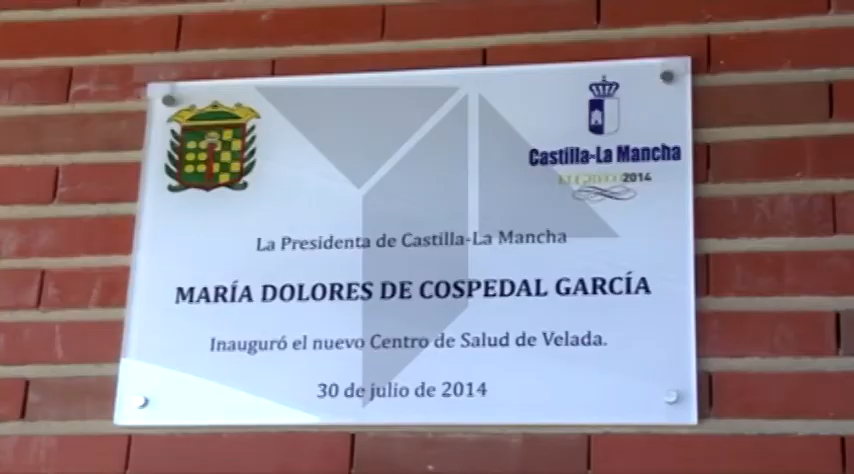 Castilla-La Mancha
2014
La Presidenta de Castilla-La Mancha
MARÍA DOLORES DE COSPEDAL GARCÍA
Inauguró el nuevo Centro de Salud de Velada.
30 de julio de 2014